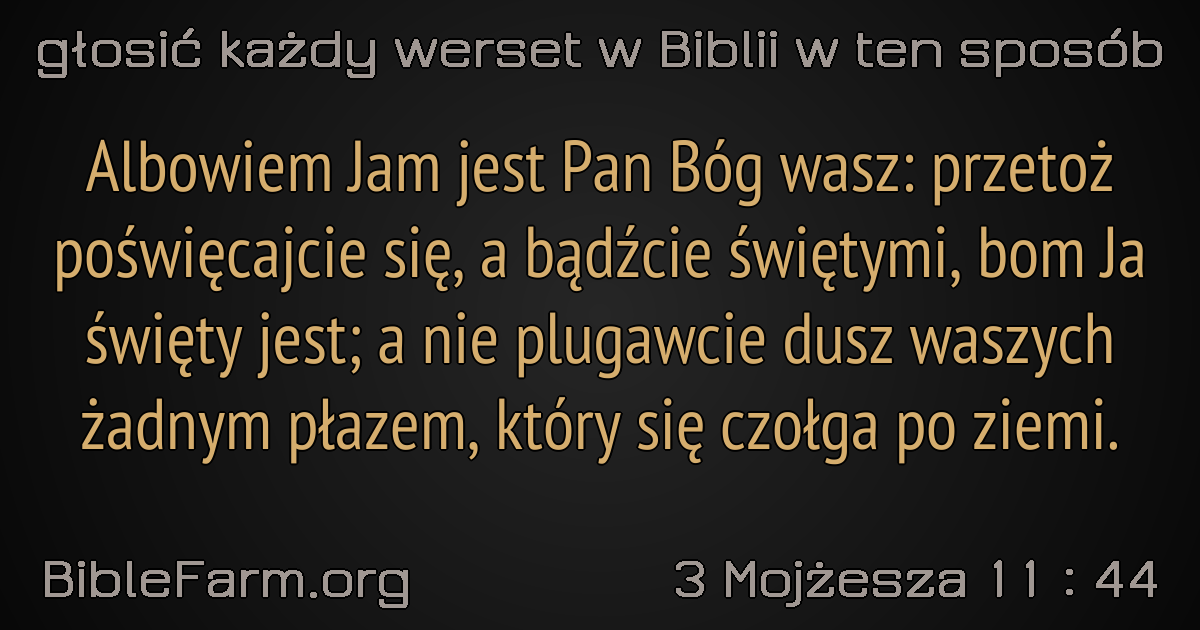 głosić każdy werset w Biblii w ten sposób
Albowiem Jam jest Pan Bóg wasz: przetoż
poświęcajcie się, a bądźcie świętymi, bom Ja
święty jest; a nie plugawcie dusz waszych
żadnym płazem, który się czołga po ziemi.
BibleFarm.org
3 Mojżesza 11 : 44